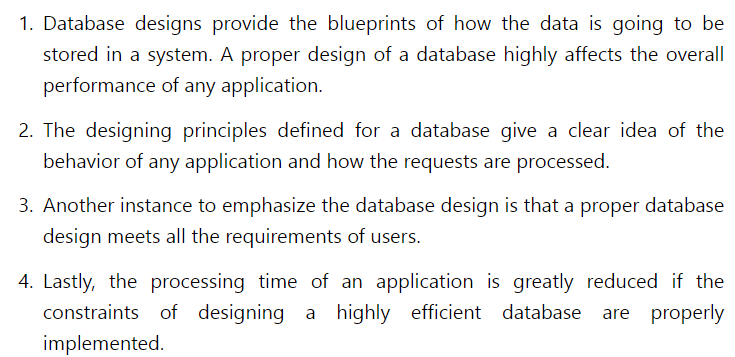 1. Database designs provide the blueprints of how the data is going to be
stored in a system. A proper design of a database highly affects the overall
performance of any application.
2. The designing principles defined for a database give a clear idea of the
behavior of any application and how the requests are processed.
3. Another instance to emphasize the database design is that a proper database
design meets all the requirements of users.
4. Lastly, the processing time of an application is greatly reduced if the
constraints of designing a highly efficient database are properly
implemented.